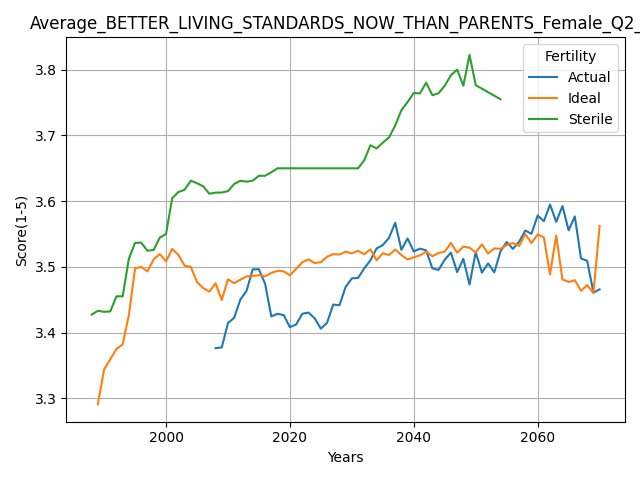 Average_BETTER_LIVING_STANDARDS_NOW_THAN_PARENTS_Female_Q2_
Fertility
Actual
Ideal
Sterile
Score(1-5)
3.8
3.7
3.6
3.5
3.4
3.3
2000 2020 2040 2060
Years